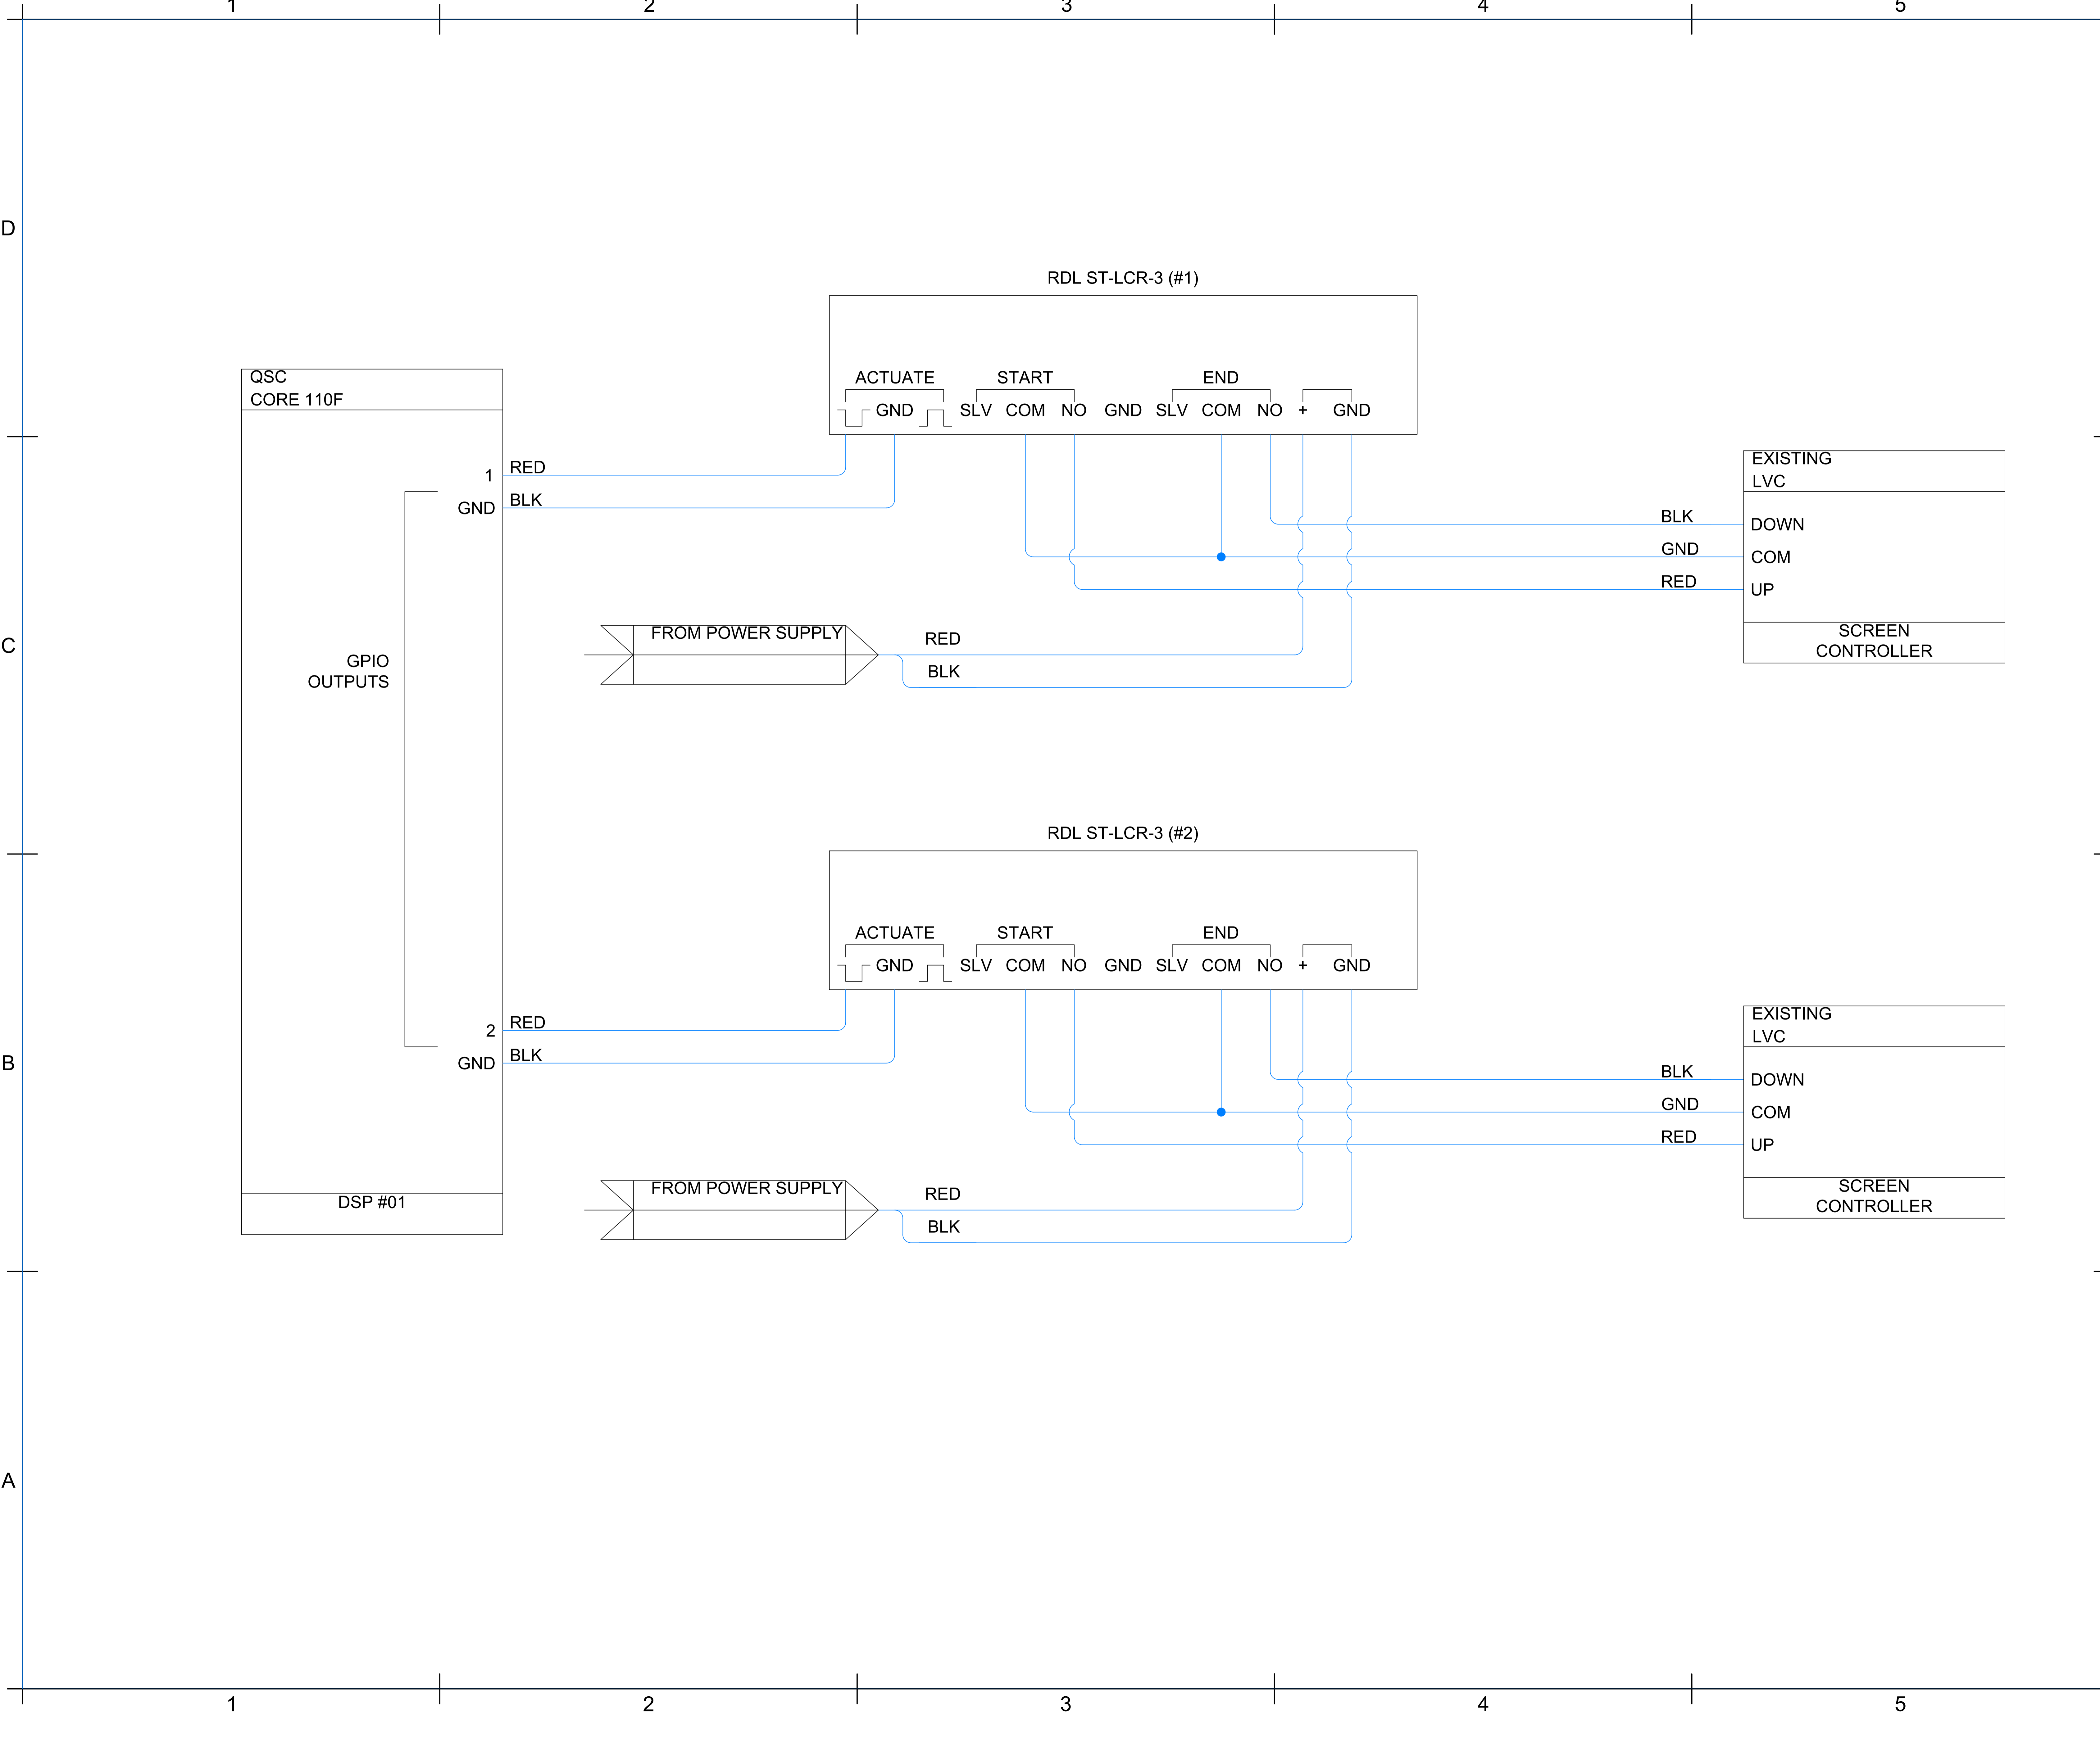 1 2 3 4 5
D
RDL ST-LCR-3 (#1)
QSC
CORE 110F
ACTUATE START END
GND SLV COM NO GND SLV COM NO + GND
1 RED
GND BLK
EXISTING
LVC
BLK DOWN
GND COM
RED UP
SCREEN
CONTROLLER
C
FROM POWER SUPPLY RED
BLK
GPIO
OUTPUTS
RDL ST-LCR-3 (#2)
ACTUATE START END
GND SLV COM NO GND SLV COM NO + GND
2 RED
GND BLK
EXISTING
LVC
B
BLK DOWN
GND COM
RED UP
SCREEN
CONTROLLER
FROM POWER SUPPLY RED
BLK
DSP #01
A
1 2 3 4 5